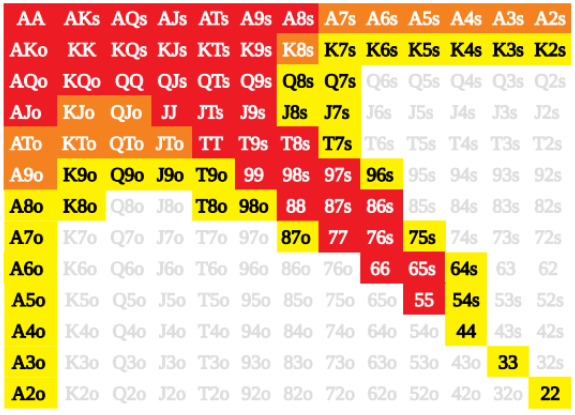 AA AKs AQs AJs ATs A9s A8s A7s A6s A5s A4s A3s A2s
AKo KK KQs KJs KTs K9s K8s K7s K6s K5s K4s K3s K2s
AQo KQo QQ QJs QTs Q9s Q8s Q7s Q6s Q5s Q4s Q3s Q2s
AJo KJo QJo JJ JTs J9s J8s J7s J6s J5s J4s J3s J2s
ATo KTo QTo JTo TT T9s T8s T7s T6s T5s T4s T3s T2s
A9o K9o Q9o J9o T9o 99 98s 97s 96s 95s 94s 93s 92s
A8o K8o Q8o J8o T8o 98o 88 87s 86s 85s 84s 83s 82s
A7o K7o Q7o J7o T7o 97o 87o 77 76s 75s 74s 73s 72s
A6o K6o Q6o J6o T6o 96o 86o 76o 66 65s 64s 63 62
A5o K5o Q5o J5o T5o 95o 85o 75o 65o 55 54s 53s 52s
A4o K4o Q4o J4o T4o 94o 84o 74o 64o 54o 44 43s 42s
A3o K3o Q3o J3o T3o 93o 83o 73o 63o 53o 43o 33 32s
A2o K2o Q2o J2o T2o 92o 82o 72o 62o 52o 42o 32o 22